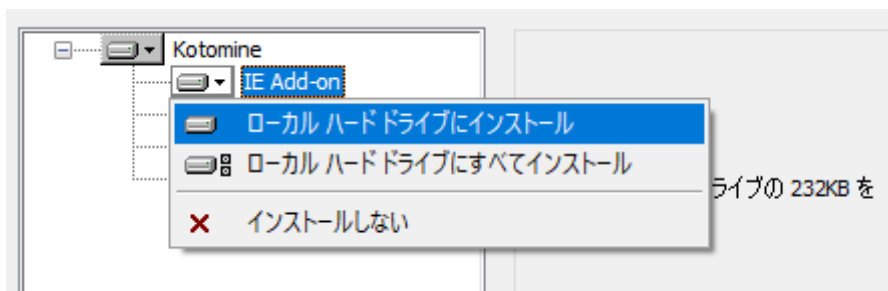 Kotomine
IE Add-on
ローカル ハード ドライブにインストール
ローカル ハード ドライブにすべてインストール
ライブの 232KB を
インストールしない